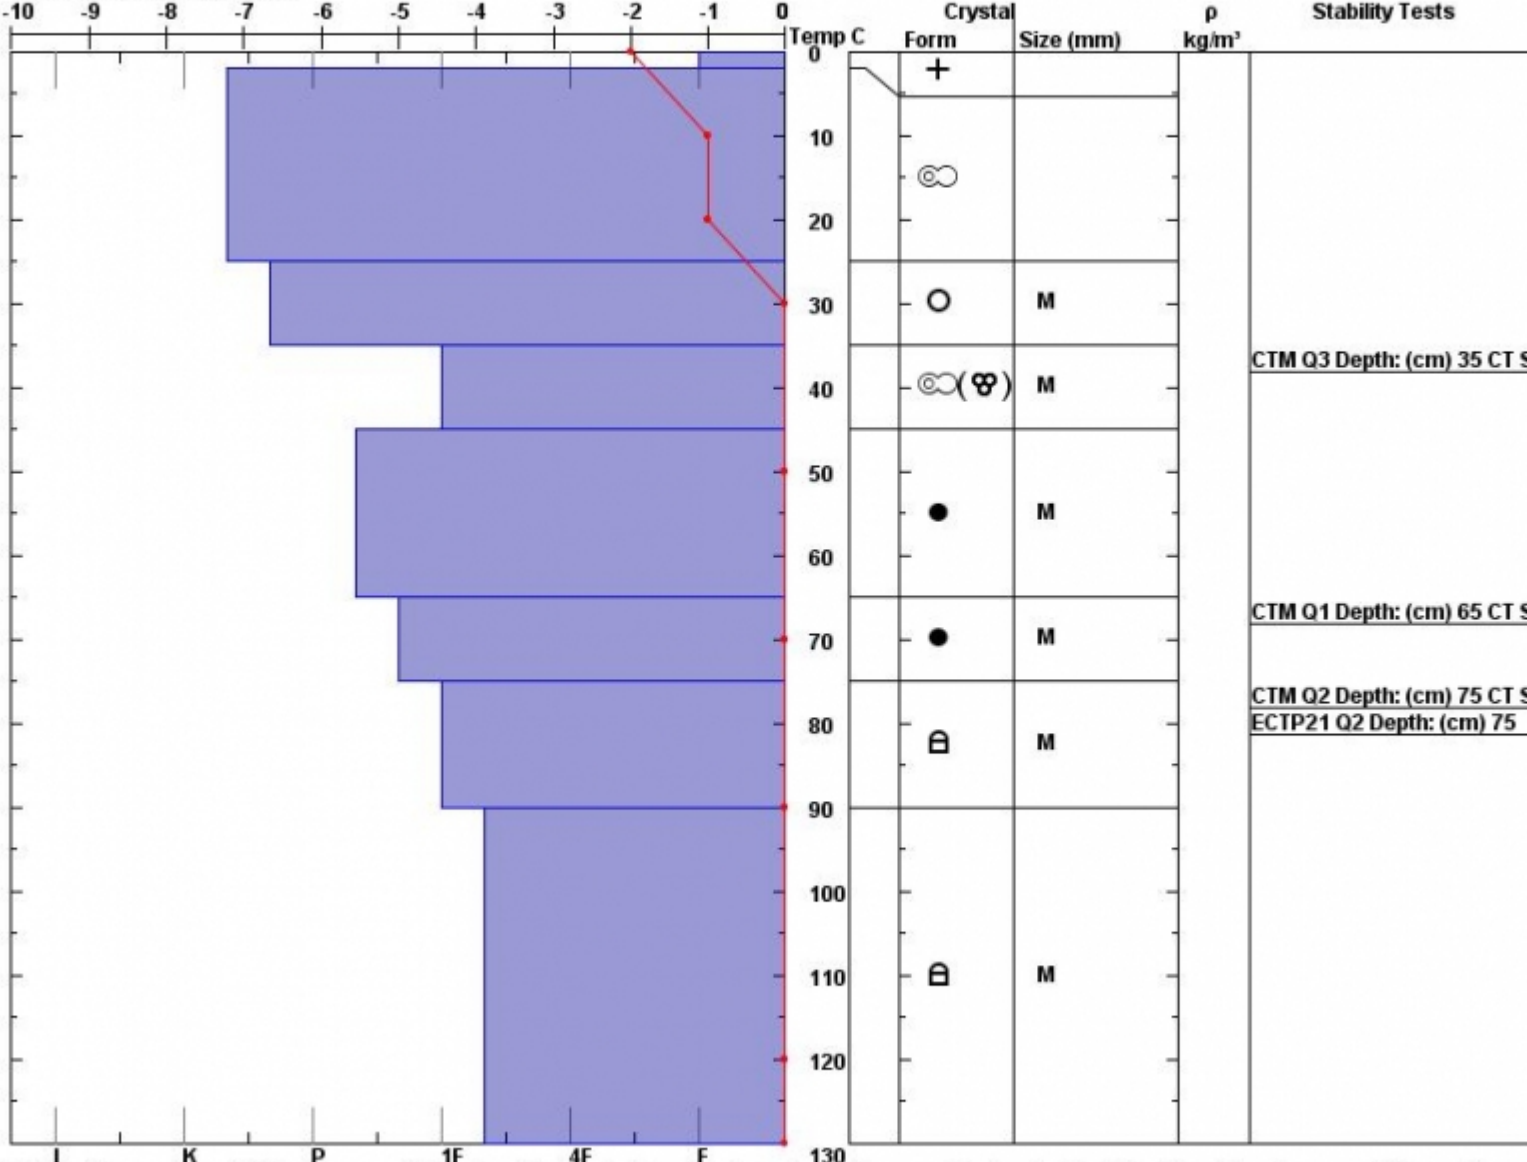 -10 -9 -8 -7 -6 -5 -4 -3 -2 -1 0
Crystal ρ Stability Tests
Temp C Form Size (mm) kg/m³
0
10
20
30 M
CTM Q3 Depth: (cm) 35 CT
40 M
50
M
60
CTM Q1 Depth: (cm) 65 CT
70 M
CTM Q2 Depth: (cm) 75 CT
80
ECTP21 Q2 Depth: (cm) 75
M
90
100
110 M
120
130
I K P 1F 4F F